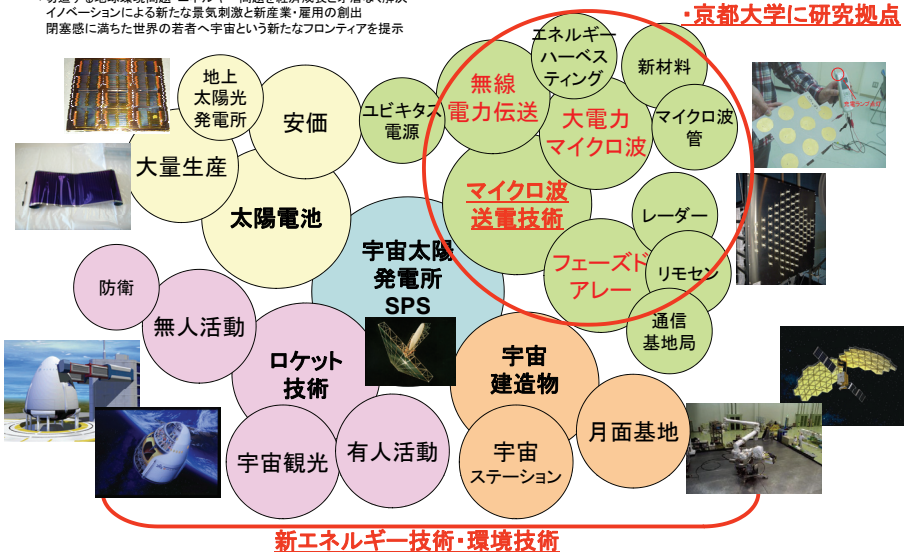 イノベーションによる新たな景気刺激と新産業・雇用の創出
閉塞感に満ちた世界の若者へ宇宙という新たなフロンティアを提示
・京都大学に研究拠点
エネルギー
ハーベス
ティング
無線
電力伝送
新材料
地上
太陽光
発電所
安価
ユビキタス
電源
大電力
マイクロ波
マイクロ波
管
大量生産
太陽電池
マイクロ波
送電技術
レーダー
宇宙太陽
発電所
SPS
フェーズド
アレー
リモセン
防衛
無人活動
通信
基地局
ロケット
技術
宇宙
建造物
月面基地
宇宙観光
有人活動
宇宙
ステーション
新エネルギー技術・環境技術